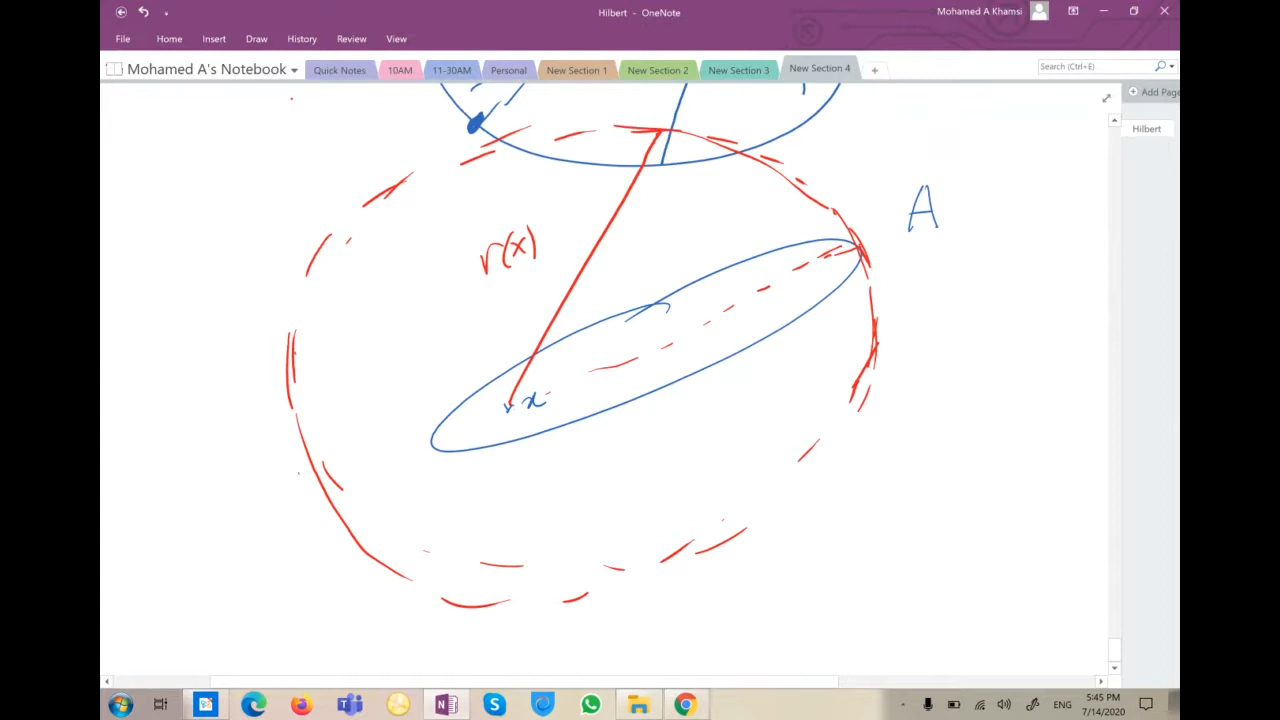 Hilbert - OneNote
Mohamed A Khamsi
File Home Insert Draw History Review View
Mohamed A's Notebook
Quick Notes
10AM
11-30AM
Personal
New Section 1
New Section 2
New Section 3
New Section 4
Search (Ctrl+E)
Add Page
Hilbert
A
r(x)
x
5:45 PM
ENG
7/14/2020